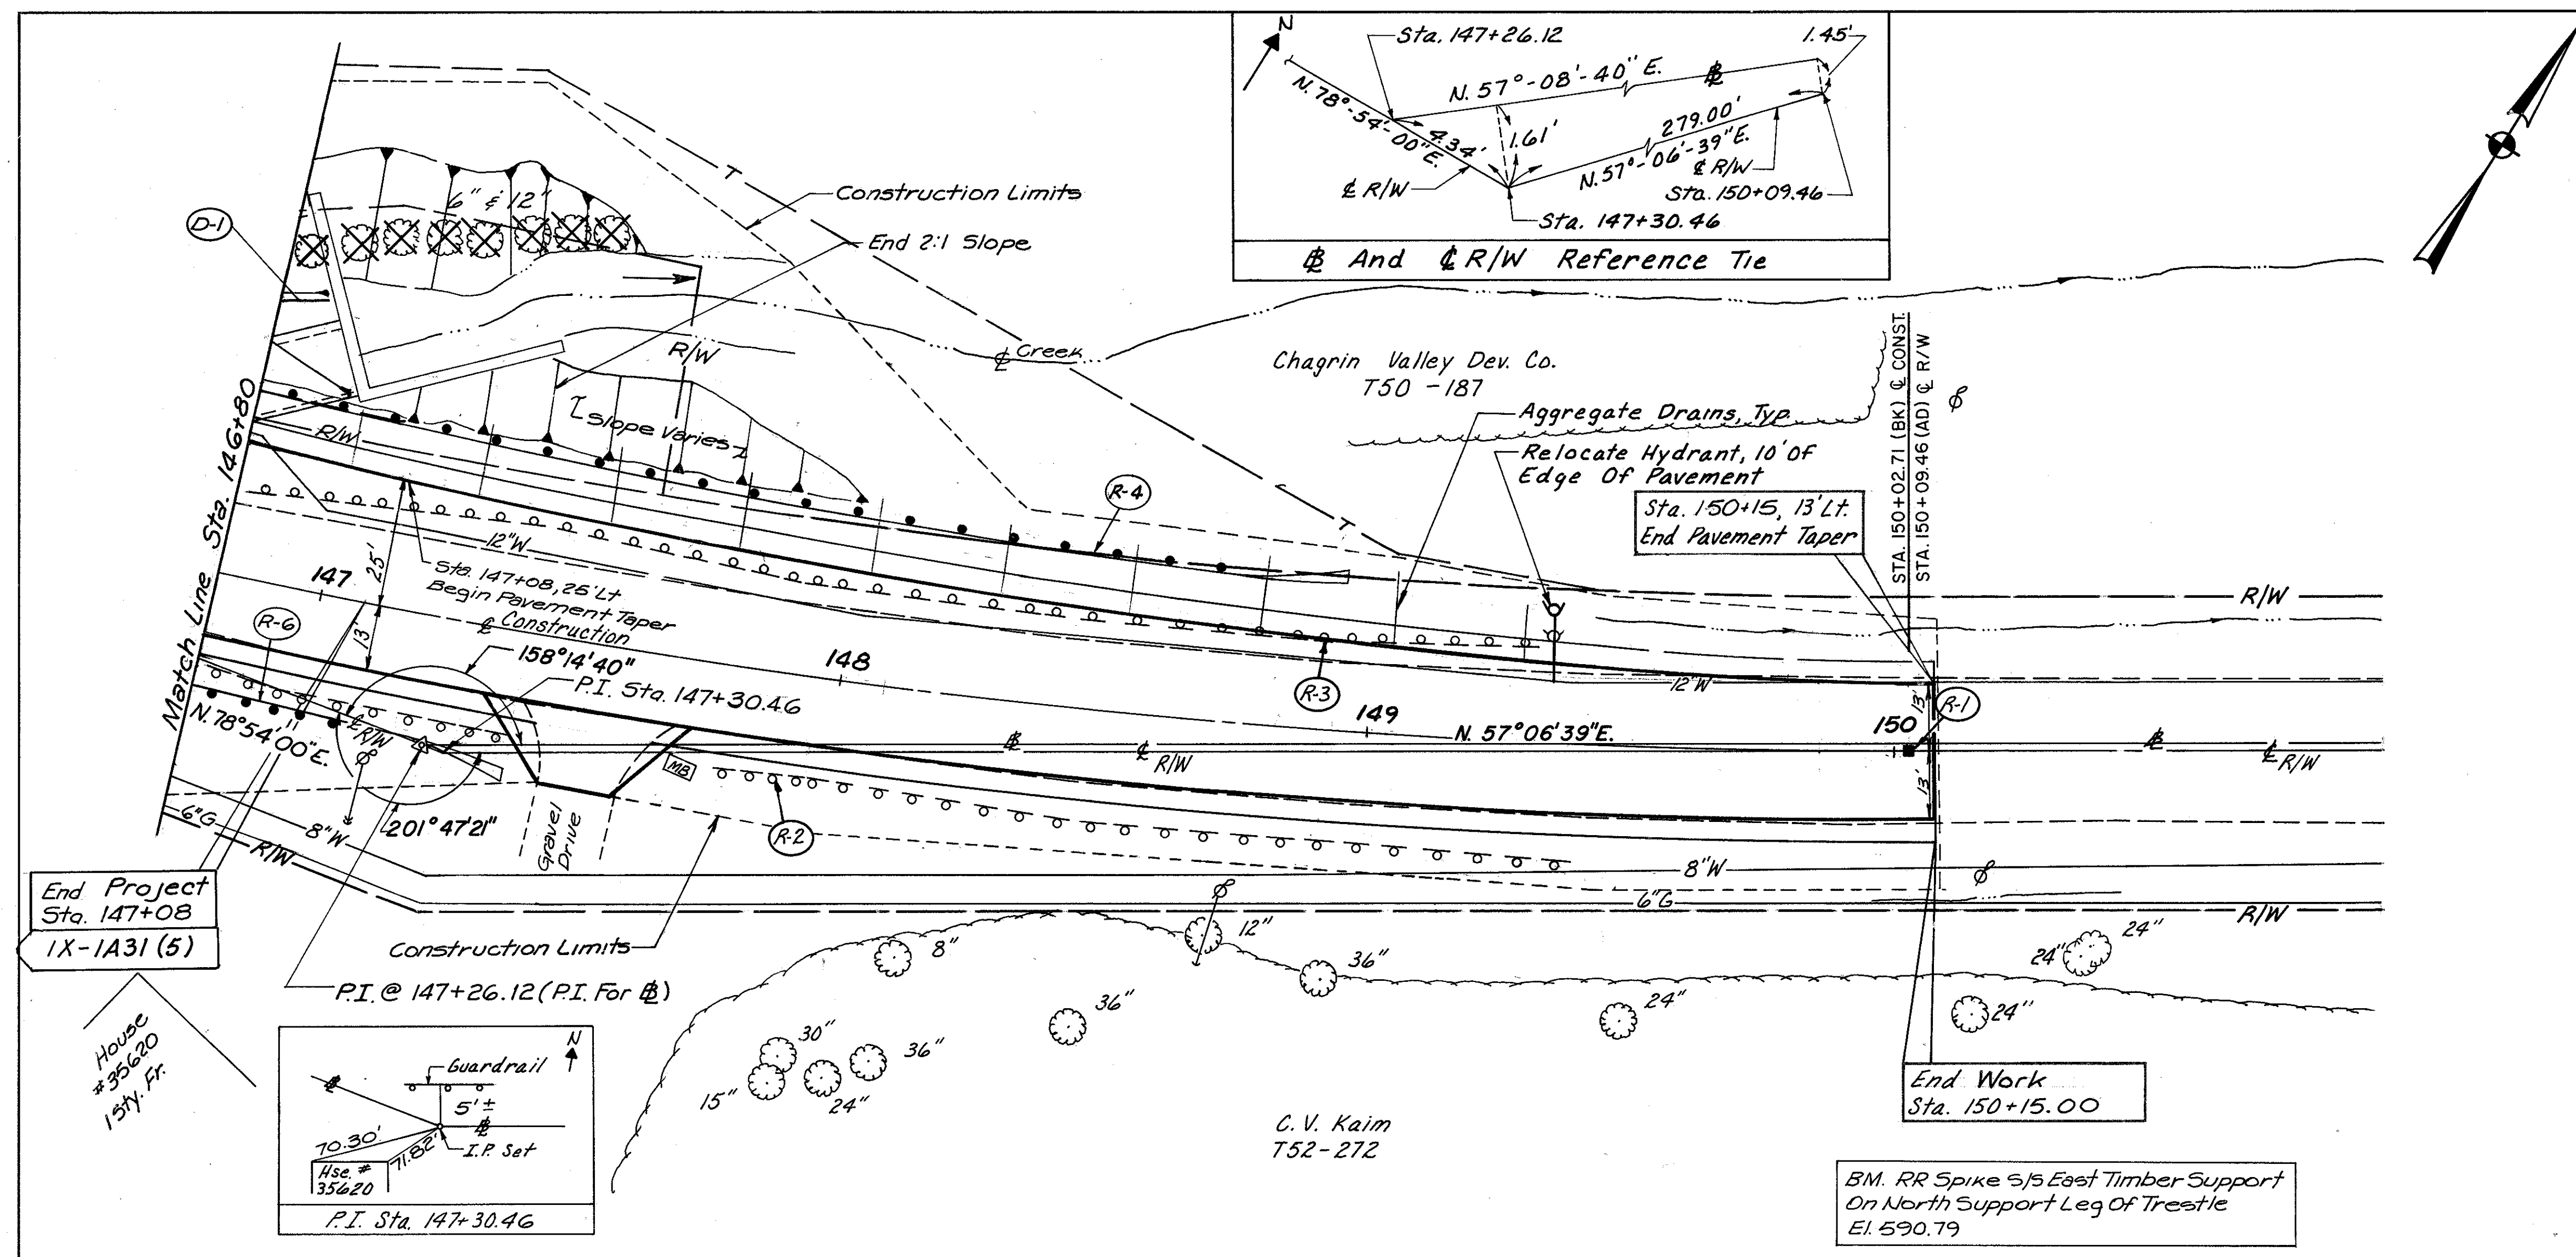 N
Sta. 147+26.12
1.45'
N. 57°-08'-40" E. ⅊
N. 78°-54'-00"E.
4.34'
1.61'
279.00'
N. 57°-06'-39"E.
℄ R/W
℄ R/W
Sta. 150+09.46
Sta. 147+30.46
⅊ And ℄ R/W Reference Tie
T
Construction Limits
6" & 12"
D-1
End 2:1 Slope
R/W
℄ Creek
Chagrin Valley Dev. Co.
T50-187
STA. 150+02.71 (BK) ℄ CONST.
STA. 150+09.46 (AD) ℄ R/W
Slope Varies
R/W
Aggregate Drains, Typ.
Relocate Hydrant, 10' Of
Edge Of Pavement
R-4
Sta. 150+15, 13' Lt.
End Pavement Taper
T
Match Line Sta. 146+80
12"W
25'
13'
147
Sta. 147+08, 25' Lt
Begin Pavement Taper
℄ Construction
R-6
158°14'40"
P.I. Sta. 147+30.46
148
R-3
12"W
149
N. 57°06'39"E.
150
R-1
13'
13'
R/W
N. 78°54'00"E.
℄ R/W
⅊
℄ R/W
⅊
℄ R/W
MB
R-2
6"G
8"W
R/W
201°47'21"
Gravel
Drive
8"W
6"G
R/W
End Project
Sta. 147+08
1X-1A31 (5)
Construction Limits
P.I. @ 147+26.12 (P.I. For ⅊)
House
#35620
1 Sty. Fr.
8"
12"
36"
24"
24"
36"
24"
24"
30"
36"
15"
24"
N
Guardrail
⅊
5'±
⅊
70.30'
71.82'
I.P. Set
Hse. #
35620
P.I. Sta. 147+30.46
C. V. Kaim
T52-272
End Work
Sta. 150+15.00
BM. RR Spike S/S East Timber Support
On North Support Leg Of Trestle
El. 590.79